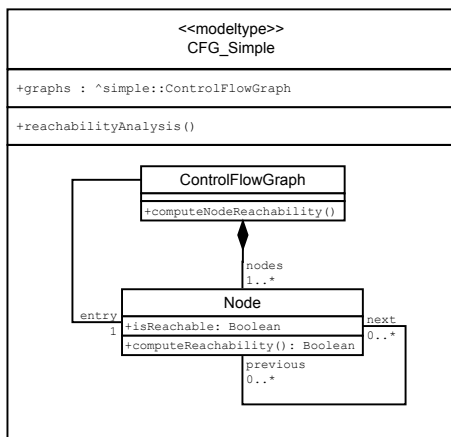 <<modeltype>>
CFG_Simple
+graphs : ^simple::ControlFlowGraph
+reachabilityAnalysis()
ControlFlowGraph
+computeNodeReachability()
nodes
1..*
Node
entry
1
+isReachable: Boolean
+computeReachability(): Boolean
next
0..*
previous
0..*